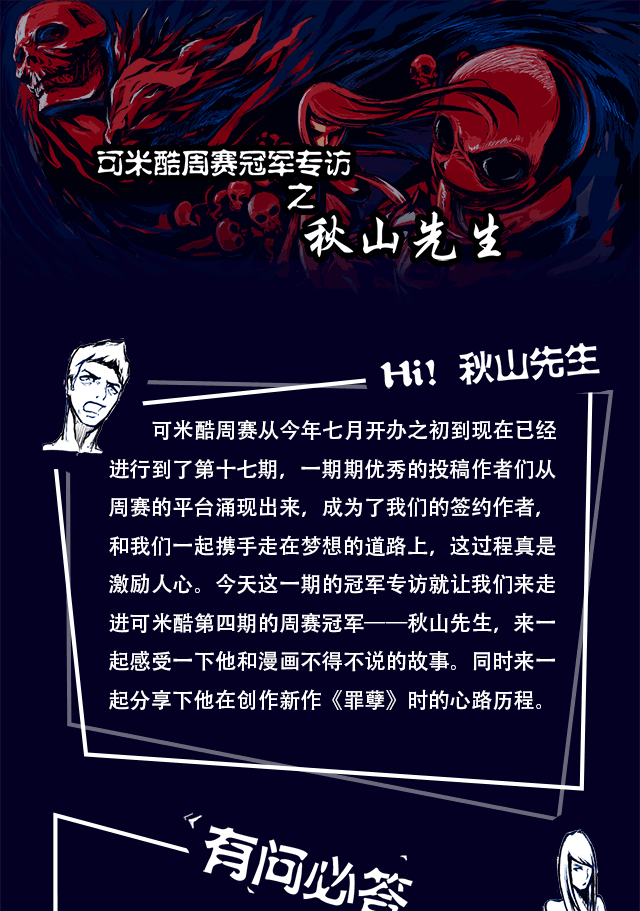 可米酷周赛冠军专访
之
秋山先生
Hi! 秋山先生
可米酷周赛从今年七月开办之初到现在已经
进行到了第十七期，一期期优秀的投稿作者们从
周赛的平台涌现出来，成为了我们的签约作者，
和我们一起携手走在梦想的道路上，这过程真是
激励人心。今天这一期的冠军专访就让我们来走
进可米酷第四期的周赛冠军——秋山先生，来一
起感受一下他和漫画不得不说的故事。同时来一
起分享下他在创作新作《罪孽》时的心路历程。
有问必答